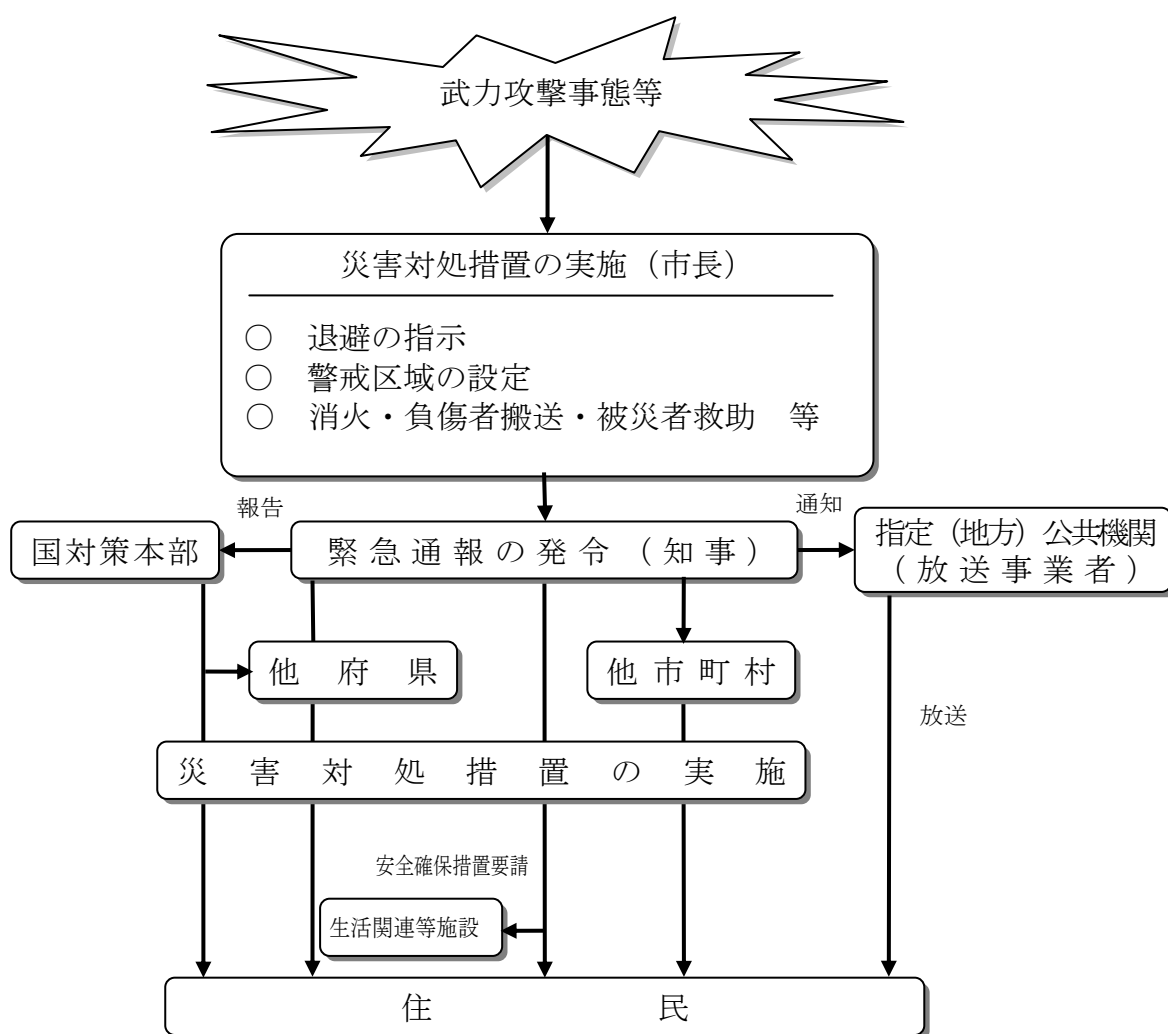 武力攻撃事態等
災害対処措置の実施（市長）
○ 退避の指示
○ 警戒区域の設定
○ 消火・負傷者搬送・被災者救助　等
報告
通知
国対策本部
緊急通報の発令（知事）
指定（地方）公共機関
（放送事業者）
他府県
他市町村
放送
災害対処措置の実施
安全確保措置要請
生活関連等施設
住民